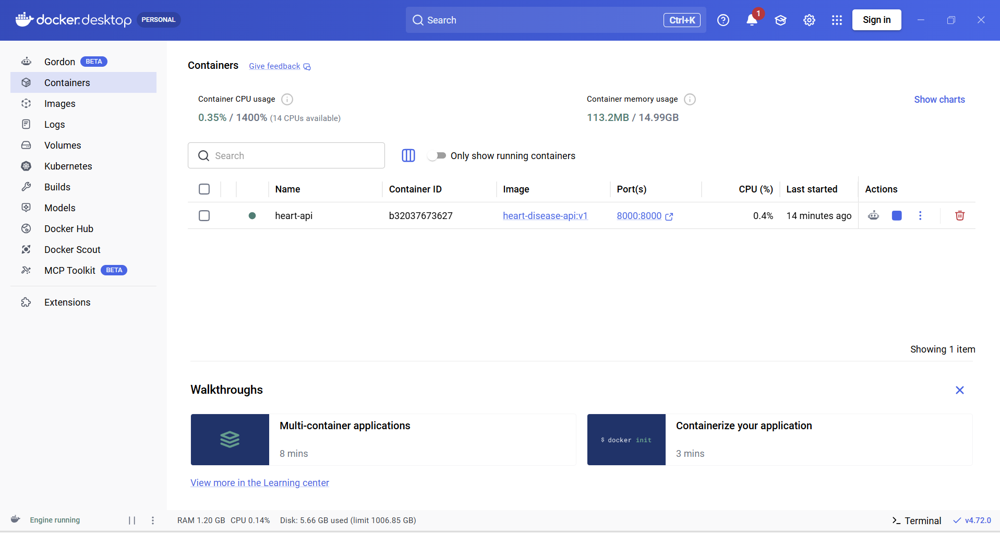 docker.desktop PERSONAL
Search Ctrl+K
1
Sign in
Gordon BETA
Containers
Images
Logs
Volumes
Kubernetes
Builds
Models
Docker Hub
Docker Scout
MCP Toolkit BETA
Extensions
Containers Give feedback
Container CPU usage
0.35% / 1400% (14 CPUs available)
Container memory usage
113.2MB / 14.99GB
Show charts
Search
Only show running containers
Name Container ID Image Port(s) CPU (%) Last started Actions
heart-api b32037673627 heart-disease-api:v1 8000:8000 0.4% 14 minutes ago
Showing 1 item
Walkthroughs
Multi-container applications
8 mins
$ docker init
Containerize your application
3 mins
View more in the Learning center
Engine running
RAM 1.20 GB CPU 0.14% Disk: 5.66 GB used (limit 1006.85 GB)
Terminal
v4.72.0